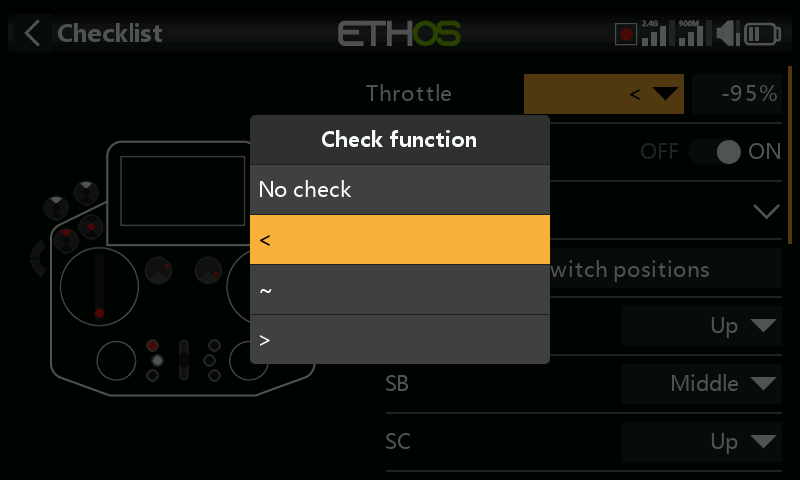 Checklist
ETHOS
2.4G
900M
Throttle
<
-95%
OFF
ON
Check function
No check
<
~
>
witch positions
Up
SB
Middle
SC
Up